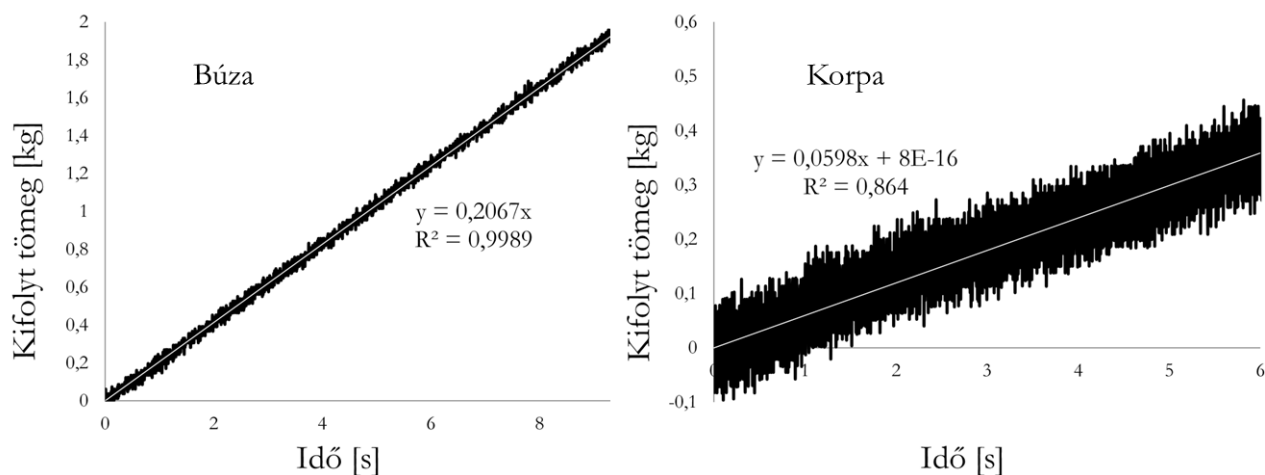 Búza
Kifolyt tömeg [kg]
2
1,8
1,6
1,4
1,2
1
0,8
0,6
0,4
0,2
0
y = 0,2067x
R² = 0,9989
0 2 4 6 8
Idő [s]
Korpa
Kifolyt tömeg [kg]
0,6
0,5
0,4
0,3
0,2
0,1
0
-0,1
y = 0,0598x + 8E-16
R² = 0,864
0 1 2 3 4 5 6
Idő [s]